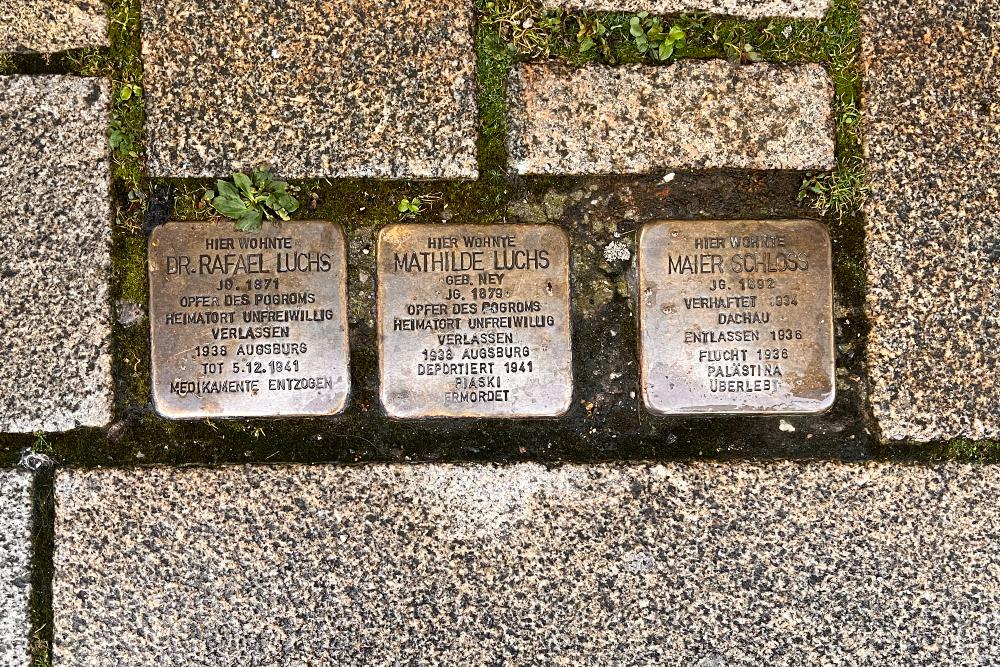 HIER WOHNTE
DR. RAFAEL LUCHS
JG. 1871
OPFER DES POGROMS
HEIMATORT UNFREIWILLIG
VERLASSEN
1938 AUGSBURG
TOT 5.12.1941
MEDIKAMENTE ENTZOGEN
HIER WOHNTE
MATHILDE LUCHS
GEB. NEY
JG. 1879
OPFER DES POGROMS
HEIMATORT UNFREIWILLIG
VERLASSEN
1938 AUGSBURG
DEPORTIERT 1941
PIASKI
ERMORDET
HIER WOHNTE
MAIER SCHLOSS
JG. 1892
VERHAFTET 1934
DACHAU
ENTLASSEN 1936
FLUCHT 1936
PALÄSTINA
ÜBERLEBT